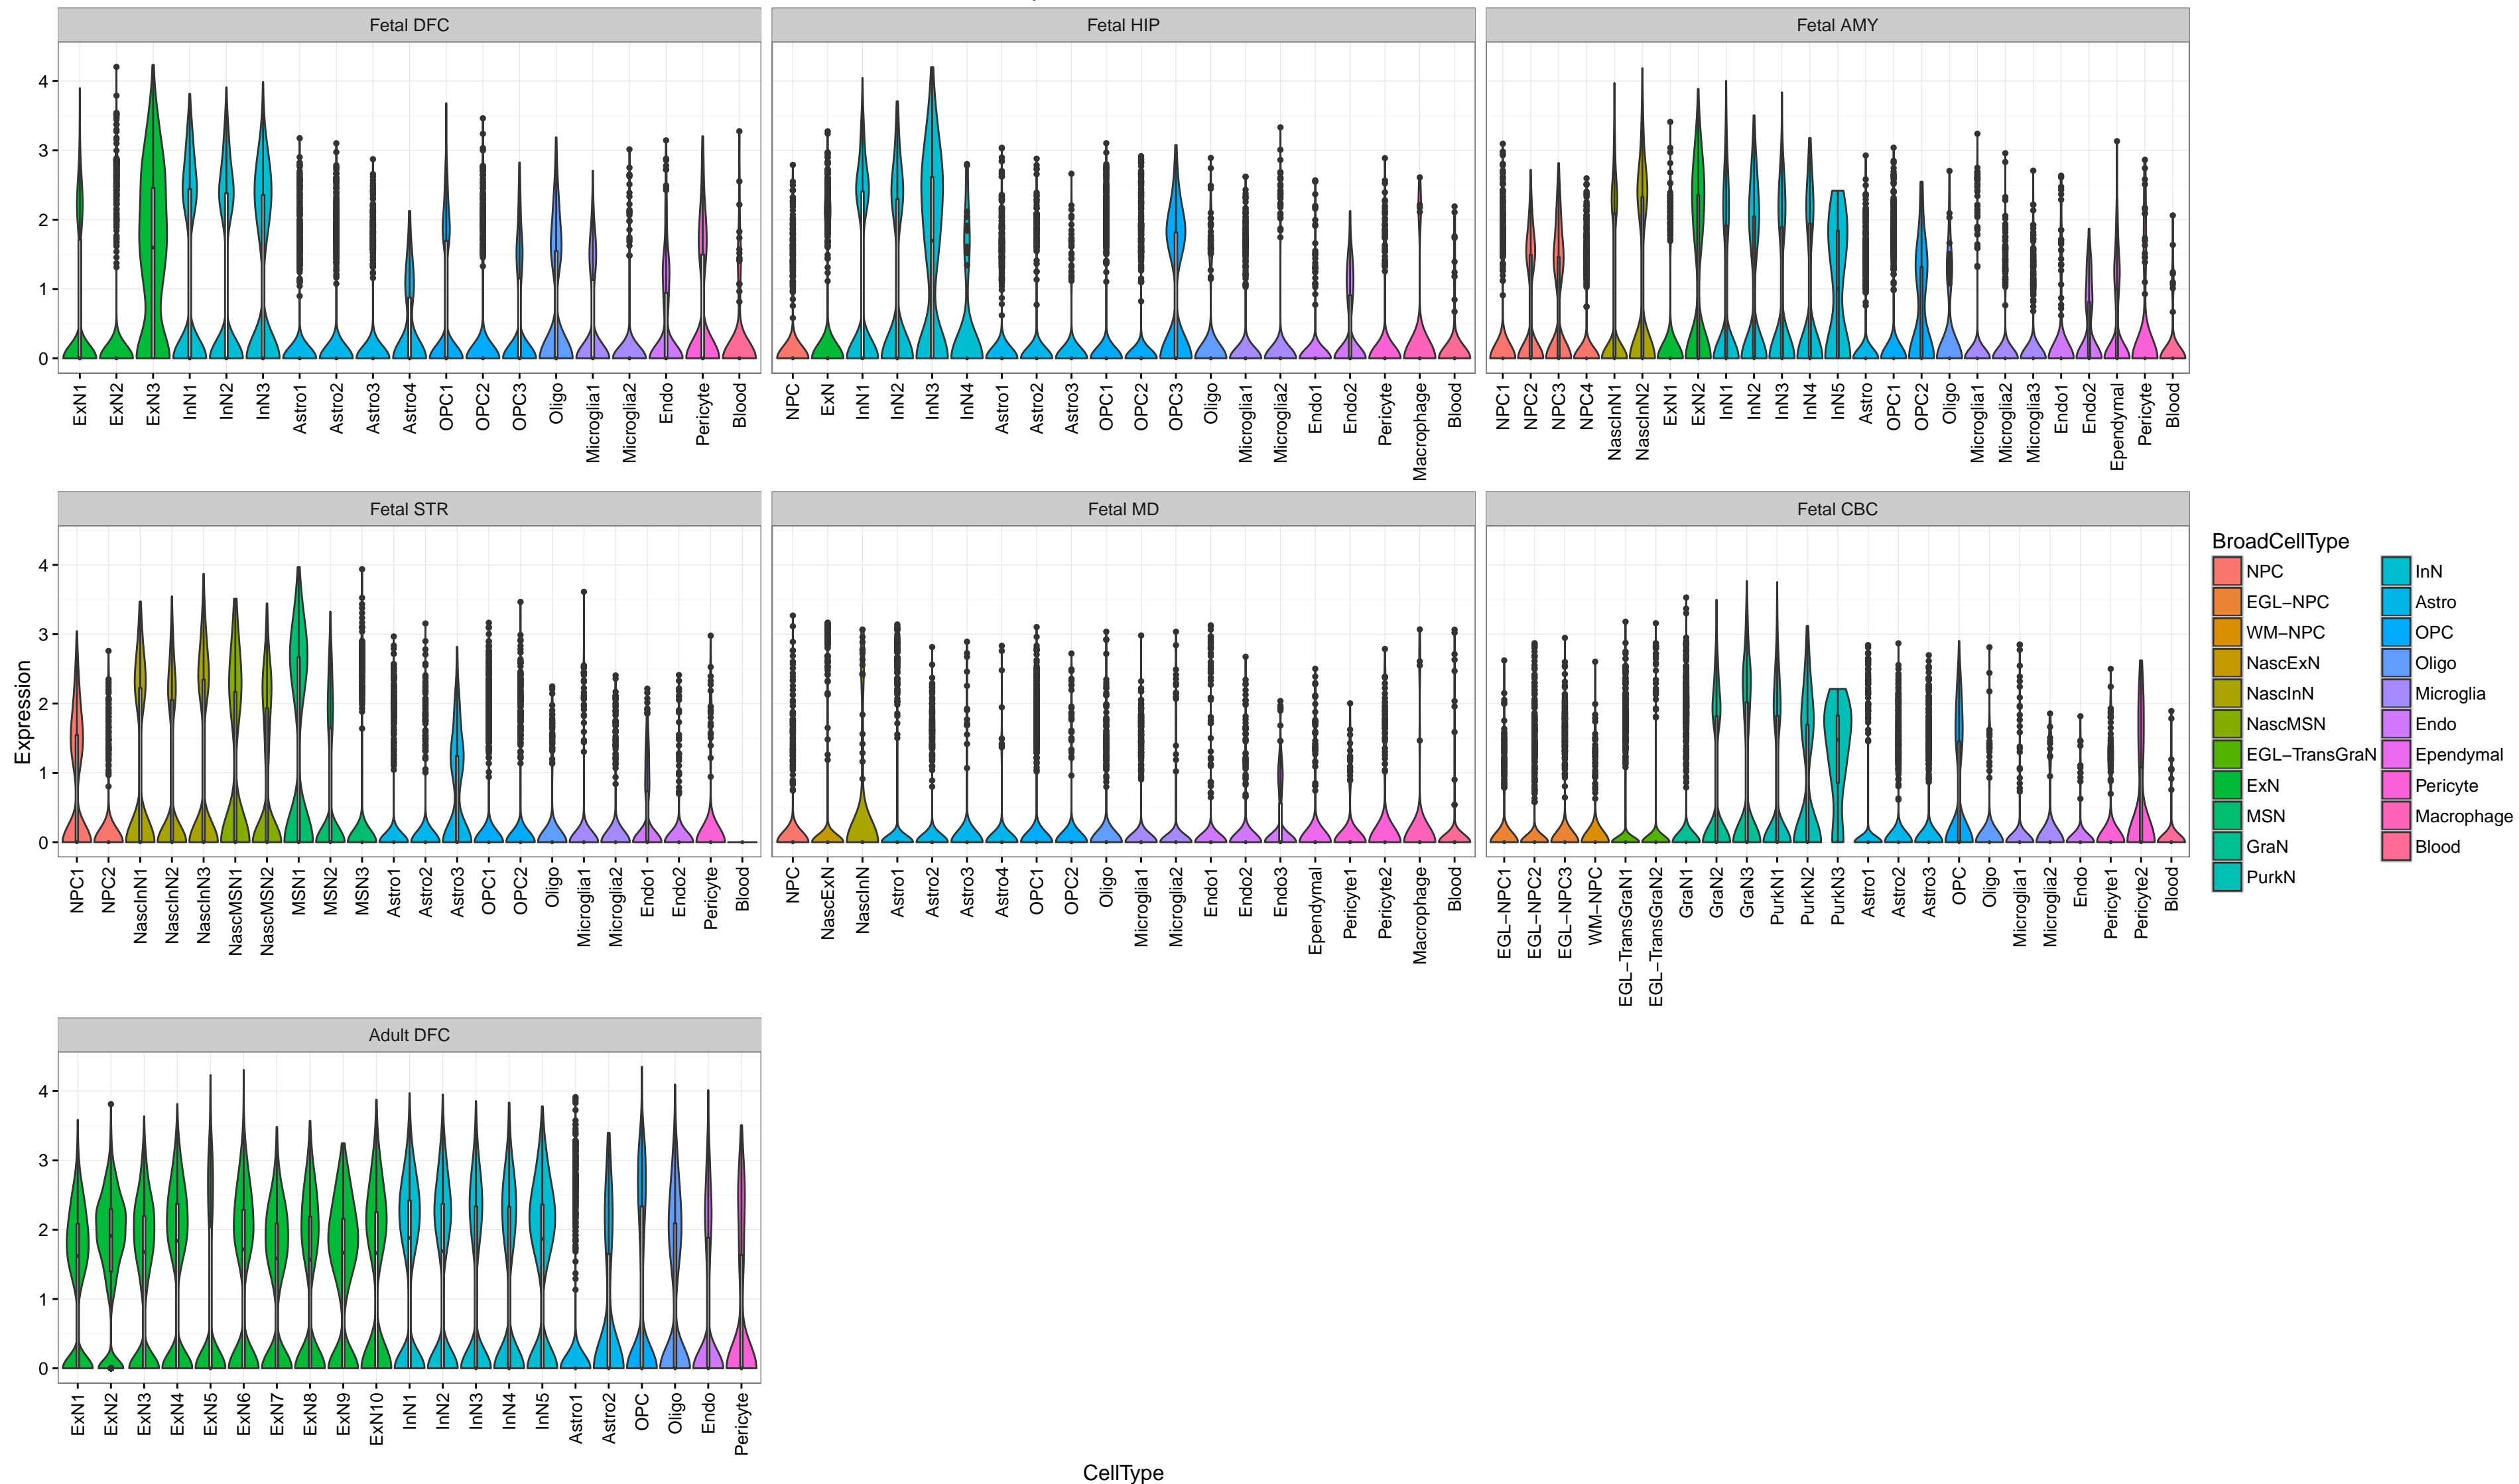 Fetal DFC
Fetal HIP
Fetal AMY
4
3
2
1
0
ExN1 ExN2 ExN3 InN1 InN2 InN3 Astro1 Astro2 Astro3 Astro4 OPC1 OPC2 OPC3 Oligo Microglia1 Microglia2 Endo Pericyte Blood
NPC ExN InN1 InN2 InN3 InN4 Astro1 Astro2 Astro3 OPC1 OPC2 OPC3 Oligo Microglia1 Microglia2 Endo1 Endo2 Pericyte Macrophage Blood
NPC1 NPC2 NPC3 NPC4 NascInN1 NascInN2 ExN1 ExN2 InN1 InN2 InN3 InN4 InN5 Astro OPC1 OPC2 Oligo Microglia1 Microglia2 Microglia3 Endo1 Endo2 Ependymal Pericyte Blood
Fetal STR
Fetal MD
Fetal CBC
Expression
4
3
2
1
0
NPC1 NPC2 NascInN1 NascInN2 NascInN3 NascMSN1 NascMSN2 MSN1 MSN2 MSN3 Astro1 Astro2 Astro3 OPC1 OPC2 Oligo Microglia1 Microglia2 Endo1 Endo2 Pericyte Blood
NPC NascExN NascInN Astro1 Astro2 Astro3 Astro4 OPC1 OPC2 Oligo Microglia1 Microglia2 Endo1 Endo2 Endo3 Ependymal Pericyte1 Pericyte2 Macrophage Blood
EGL−NPC1 EGL−NPC2 EGL−NPC3 WM−NPC EGL−TransGraN1 EGL−TransGraN2 GraN1 GraN2 GraN3 PurkN1 PurkN2 PurkN3 Astro1 Astro2 Astro3 OPC Oligo Microglia1 Microglia2 Endo Pericyte1 Pericyte2 Blood
BroadCellType
NPC
EGL−NPC
WM−NPC
NascExN
NascInN
NascMSN
EGL−TransGraN
ExN
MSN
GraN
PurkN
InN
Astro
OPC
Oligo
Microglia
Endo
Ependymal
Pericyte
Macrophage
Blood
Adult DFC
4
3
2
1
0
ExN1 ExN2 ExN3 ExN4 ExN5 ExN6 ExN7 ExN8 ExN9 ExN10 InN1 InN2 InN3 InN4 InN5 Astro1 Astro2 OPC Oligo Endo Pericyte
CellType